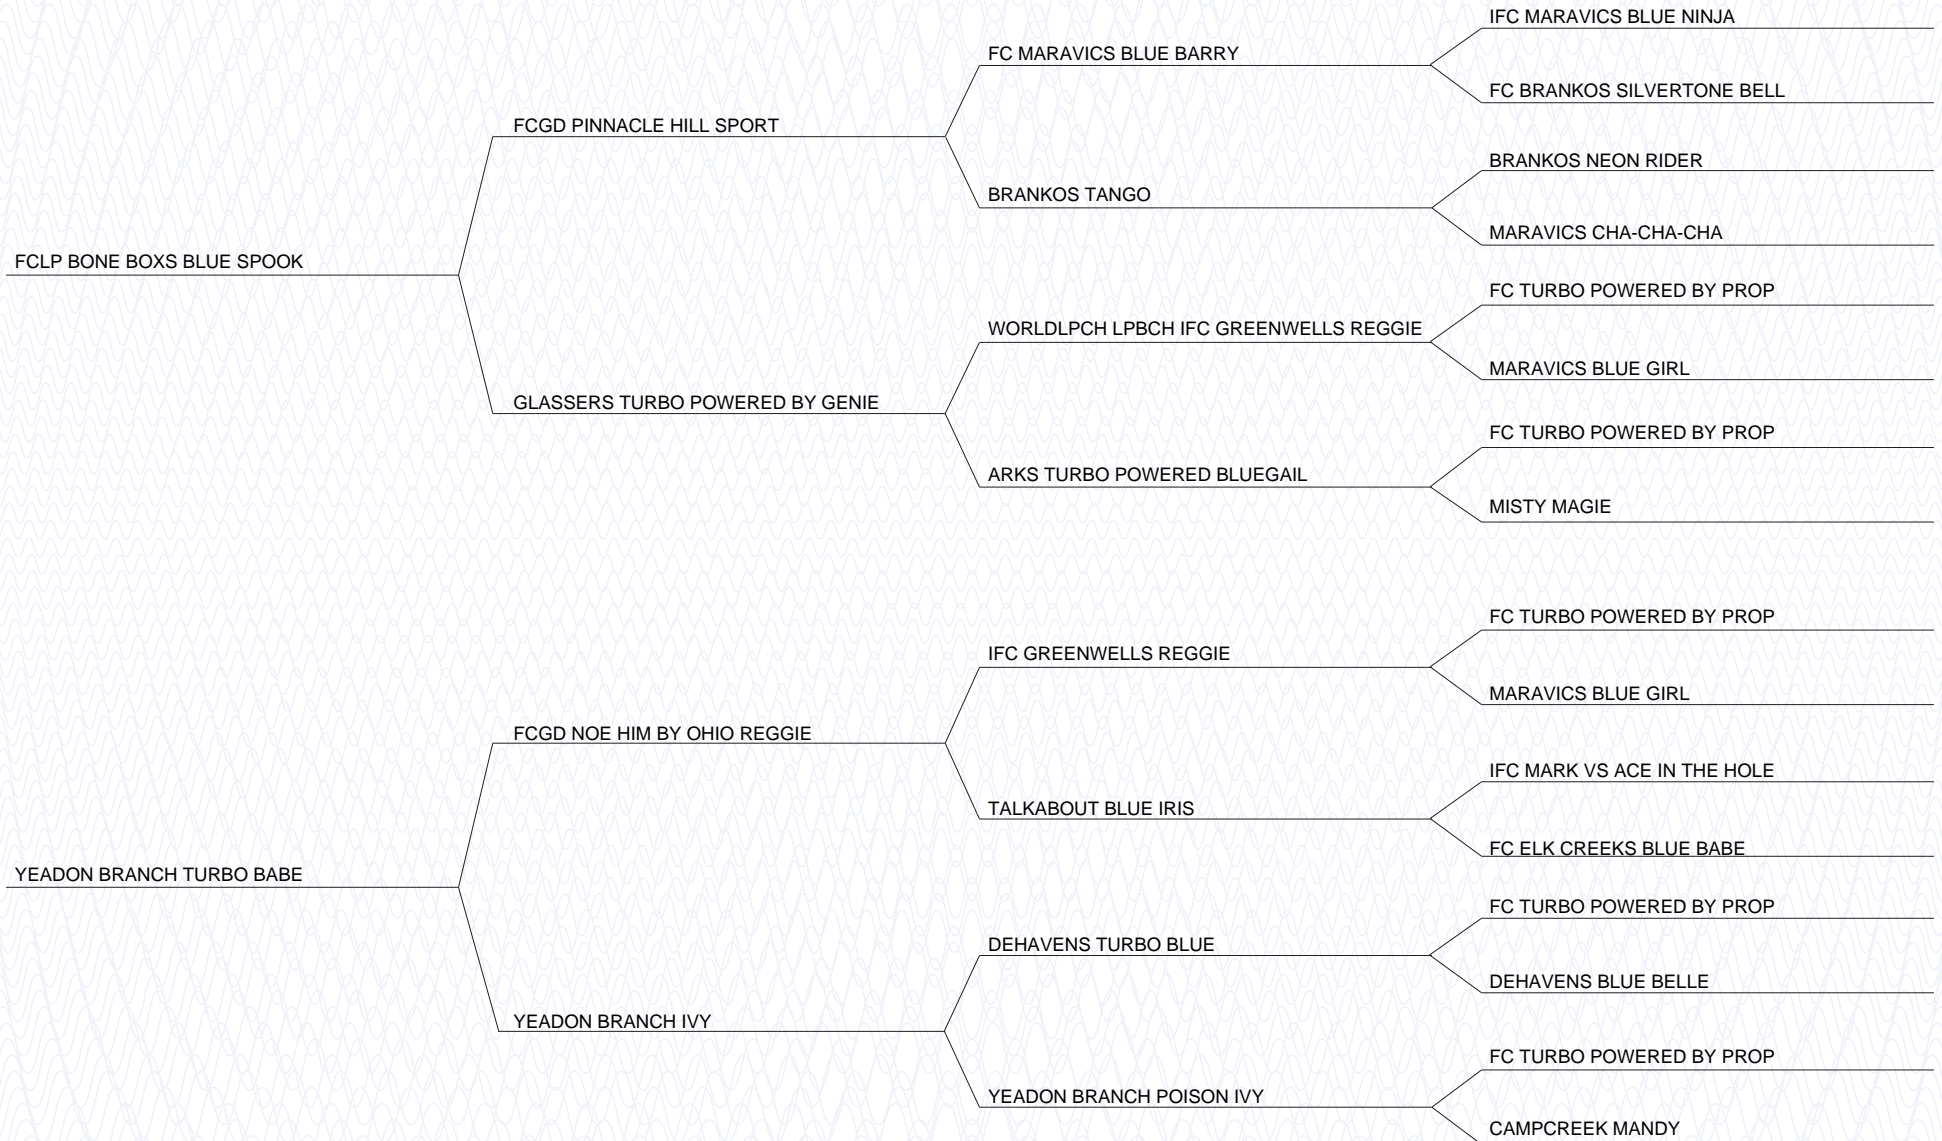 IFC MARAVICS BLUE NINJA
FC MARAVICS BLUE BARRY
FC BRANKOS SILVERTONE BELL
FCGD PINNACLE HILL SPORT
BRANKOS NEON RIDER
BRANKOS TANGO
MARAVICS CHA-CHA-CHA
FCLP BONE BOXS BLUE SPOOK
FC TURBO POWERED BY PROP
WORLDLPCH LPBCH IFC GREENWELLS REGGIE
MARAVICS BLUE GIRL
GLASSERS TURBO POWERED BY GENIE
FC TURBO POWERED BY PROP
ARKS TURBO POWERED BLUEGAIL
MISTY MAGIE
FC TURBO POWERED BY PROP
IFC GREENWELLS REGGIE
MARAVICS BLUE GIRL
FCGD NOE HIM BY OHIO REGGIE
IFC MARK VS ACE IN THE HOLE
TALKABOUT BLUE IRIS
FC ELK CREEKS BLUE BABE
YEADON BRANCH TURBO BABE
FC TURBO POWERED BY PROP
DEHAVENS TURBO BLUE
DEHAVENS BLUE BELLE
YEADON BRANCH IVY
FC TURBO POWERED BY PROP
YEADON BRANCH POISON IVY
CAMPCREEK MANDY